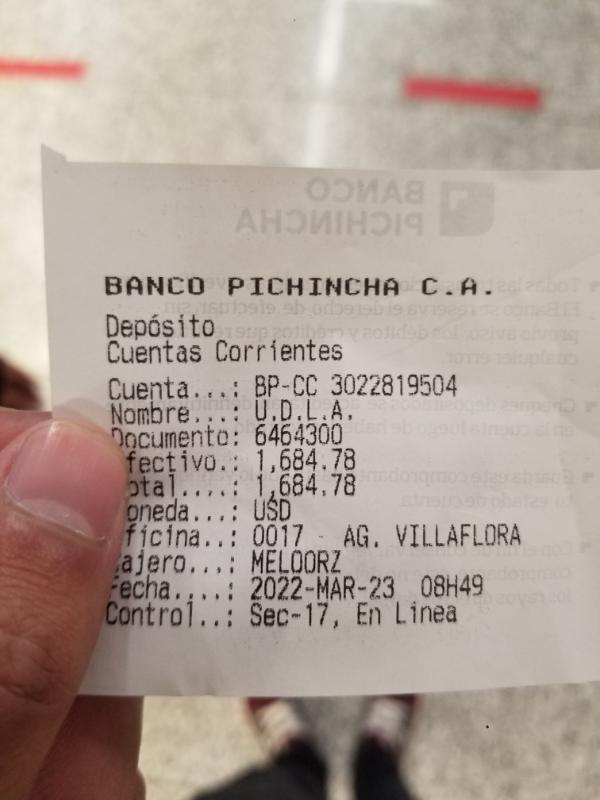 BANCO PICHINCHA
BANCO PICHINCHA C.A.
Depósito
Cuentas Corrientes
Cuenta...: BP-CC 3022819504
Nombre...: U.D.L.A.
Documento: 6464300
fectivo.: 1,684.78
otal....: 1,684.78
oneda...: USD
ficina..: 0017 - AG. VILLAFLORA
ajero...: MELOORZ
Fecha....: 2022-MAR-23 08H49
Control..: Sec-17, En Linea